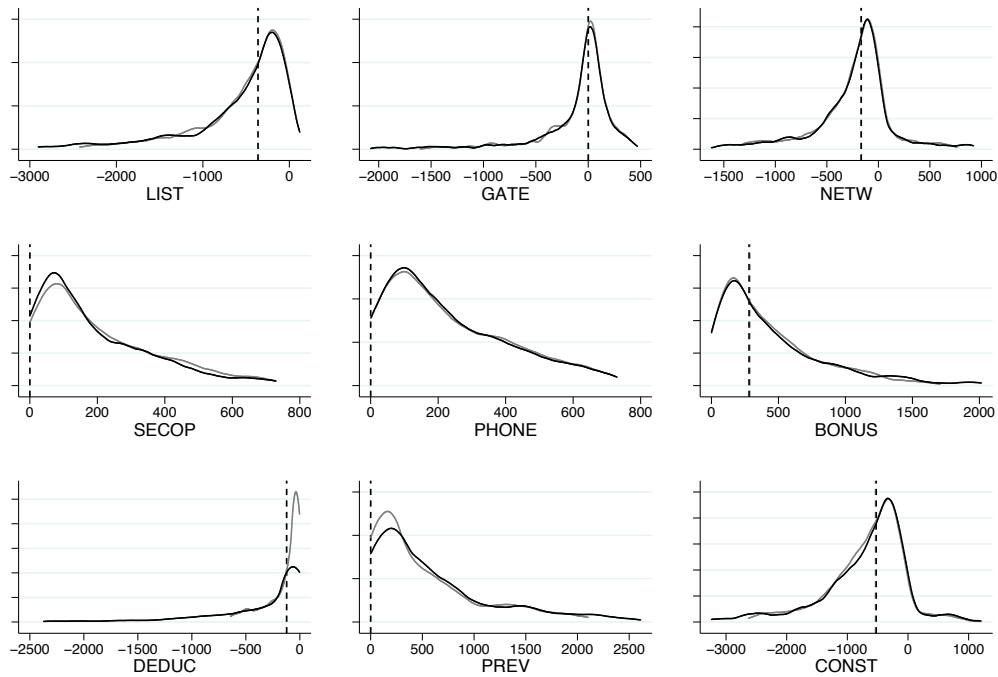 −3000 −2000 −1000 0
LIST
−2000 −1500 −1000 −500 0 500
GATE
−1500 −1000 −500 0 500 1000
NETW
0 200 400 600 800
SECOP
0 200 400 600 800
PHONE
0 500 1000 1500 2000
BONUS
−2500 −2000 −1500 −1000 −500 0
DEDUC
0 500 1000 1500 2000 2500
PREV
−3000 −2000 −1000 0 1000
CONST